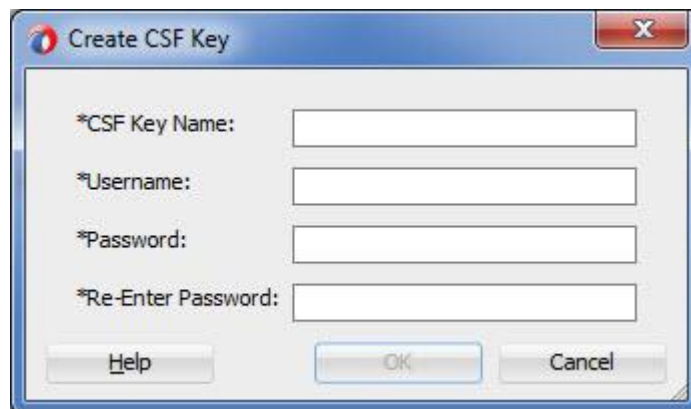 Create CSF Key
*CSF Key Name:
*Username:
*Password:
*Re-Enter Password:
Help OK Cancel